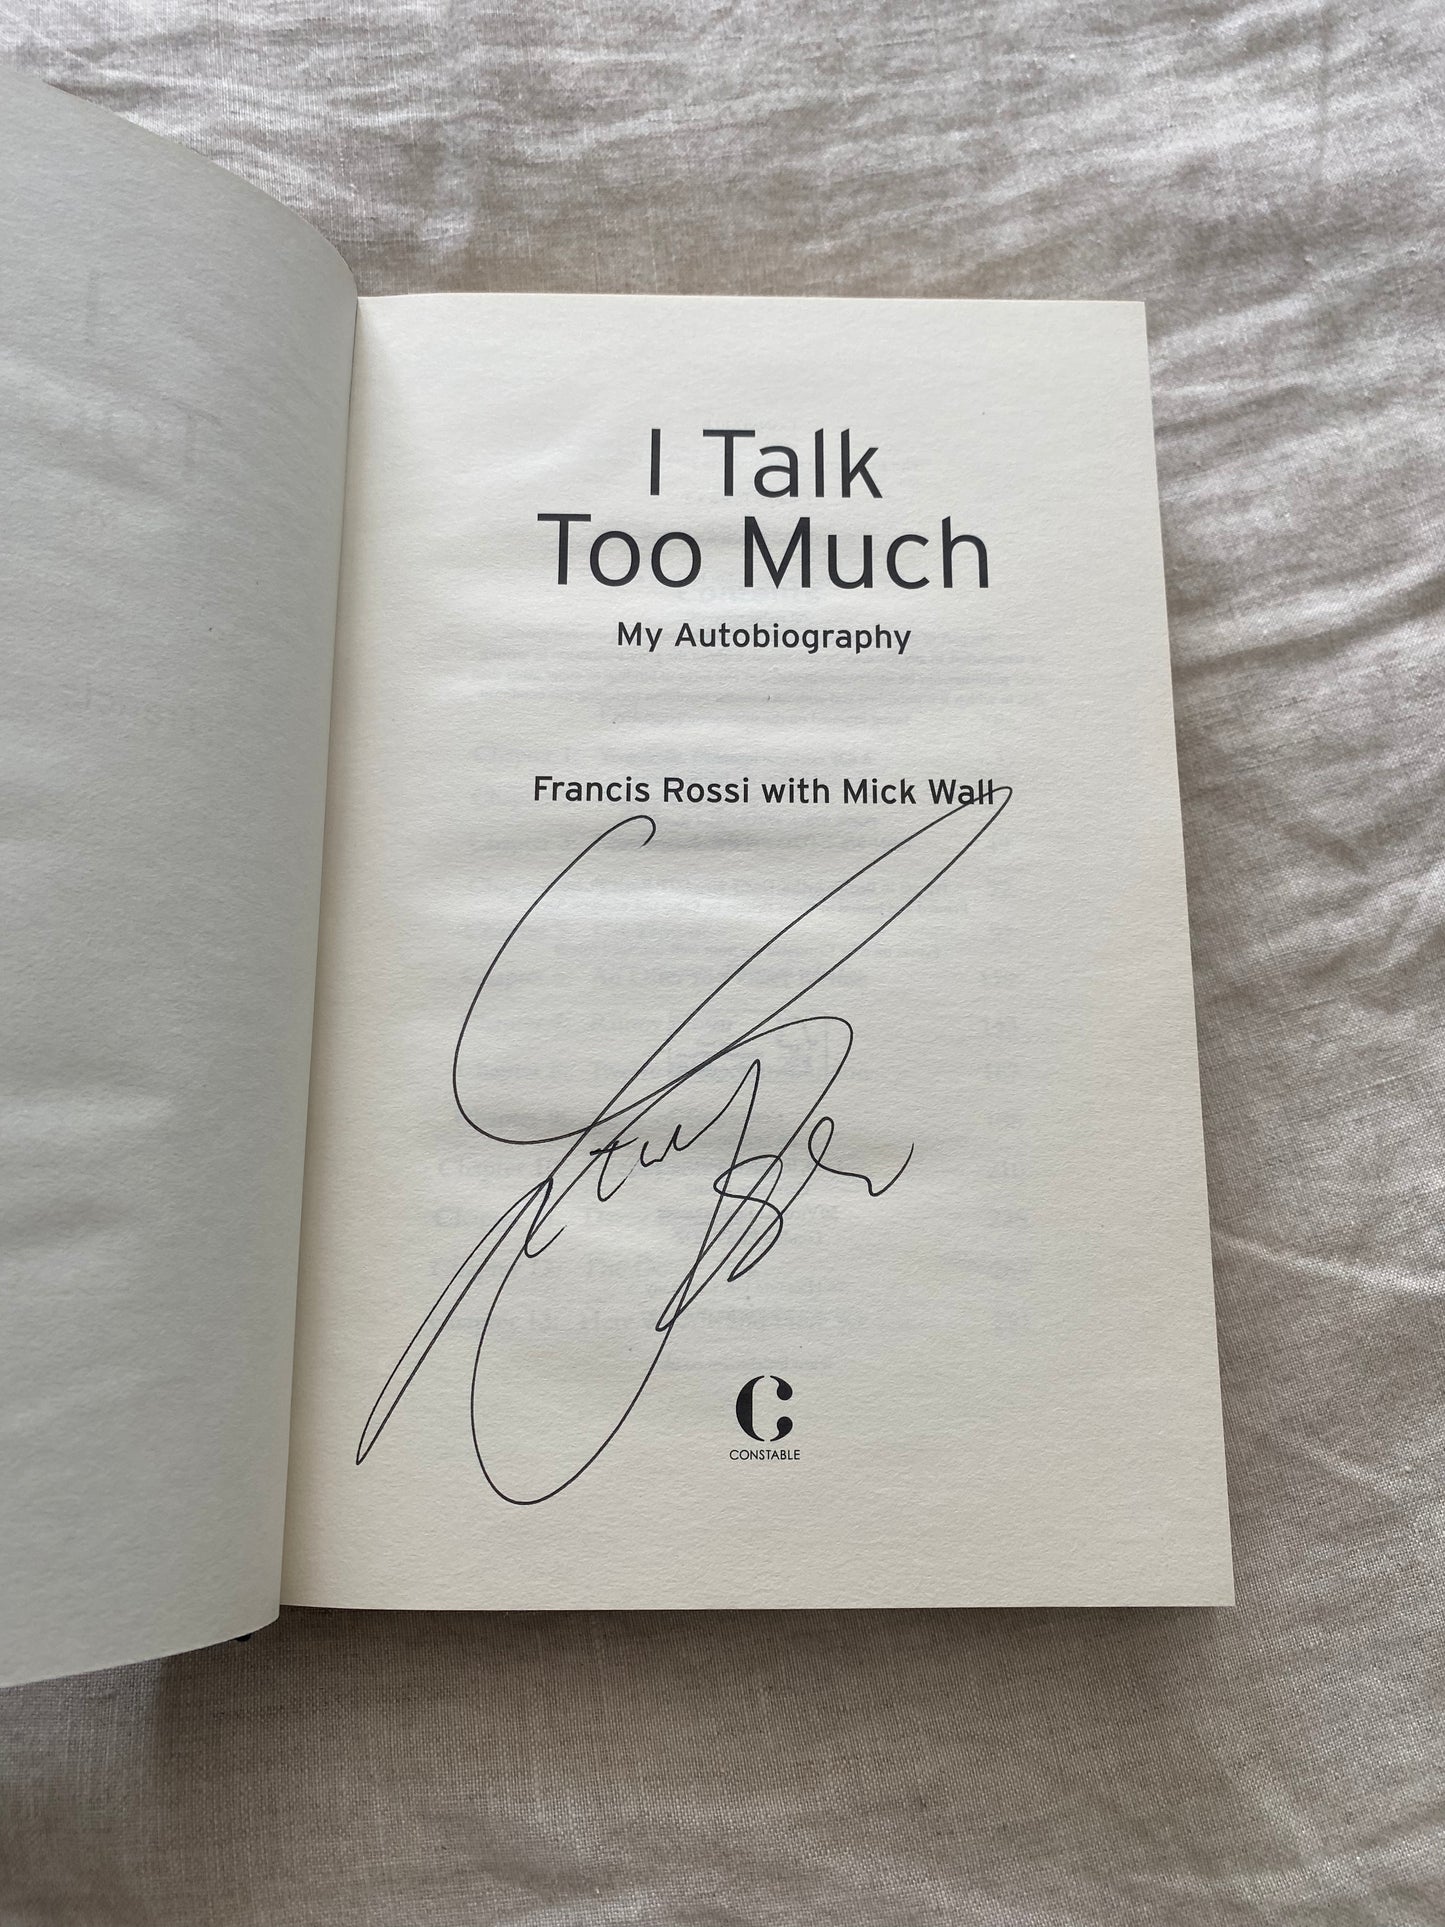 I Talk
Too Much
My Autobiography
Francis Rossi with Mick Wall
CONSTABLE